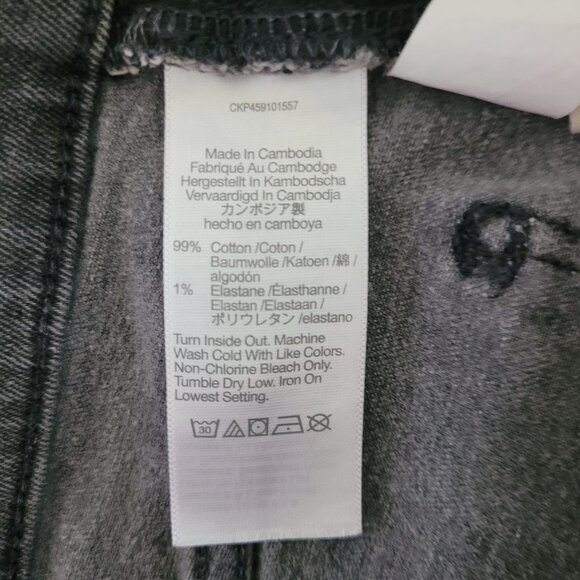 CKP459101557
Made In Cambodia
Fabriqué Au Cambodge
Hergestellt In Kambodscha
Vervaardigd In Cambodja
カンボジア製
hecho en camboya
99% Cotton /Coton /
Baumwolle /Katoen /綿 /
algodón
1% Elastane /Élasthanne /
Elastan /Elastaan /
ポリウレタン /elastano
Turn Inside Out. Machine
Wash Cold With Like Colors.
Non-Chlorine Bleach Only.
Tumble Dry Low. Iron On
Lowest Setting.
30